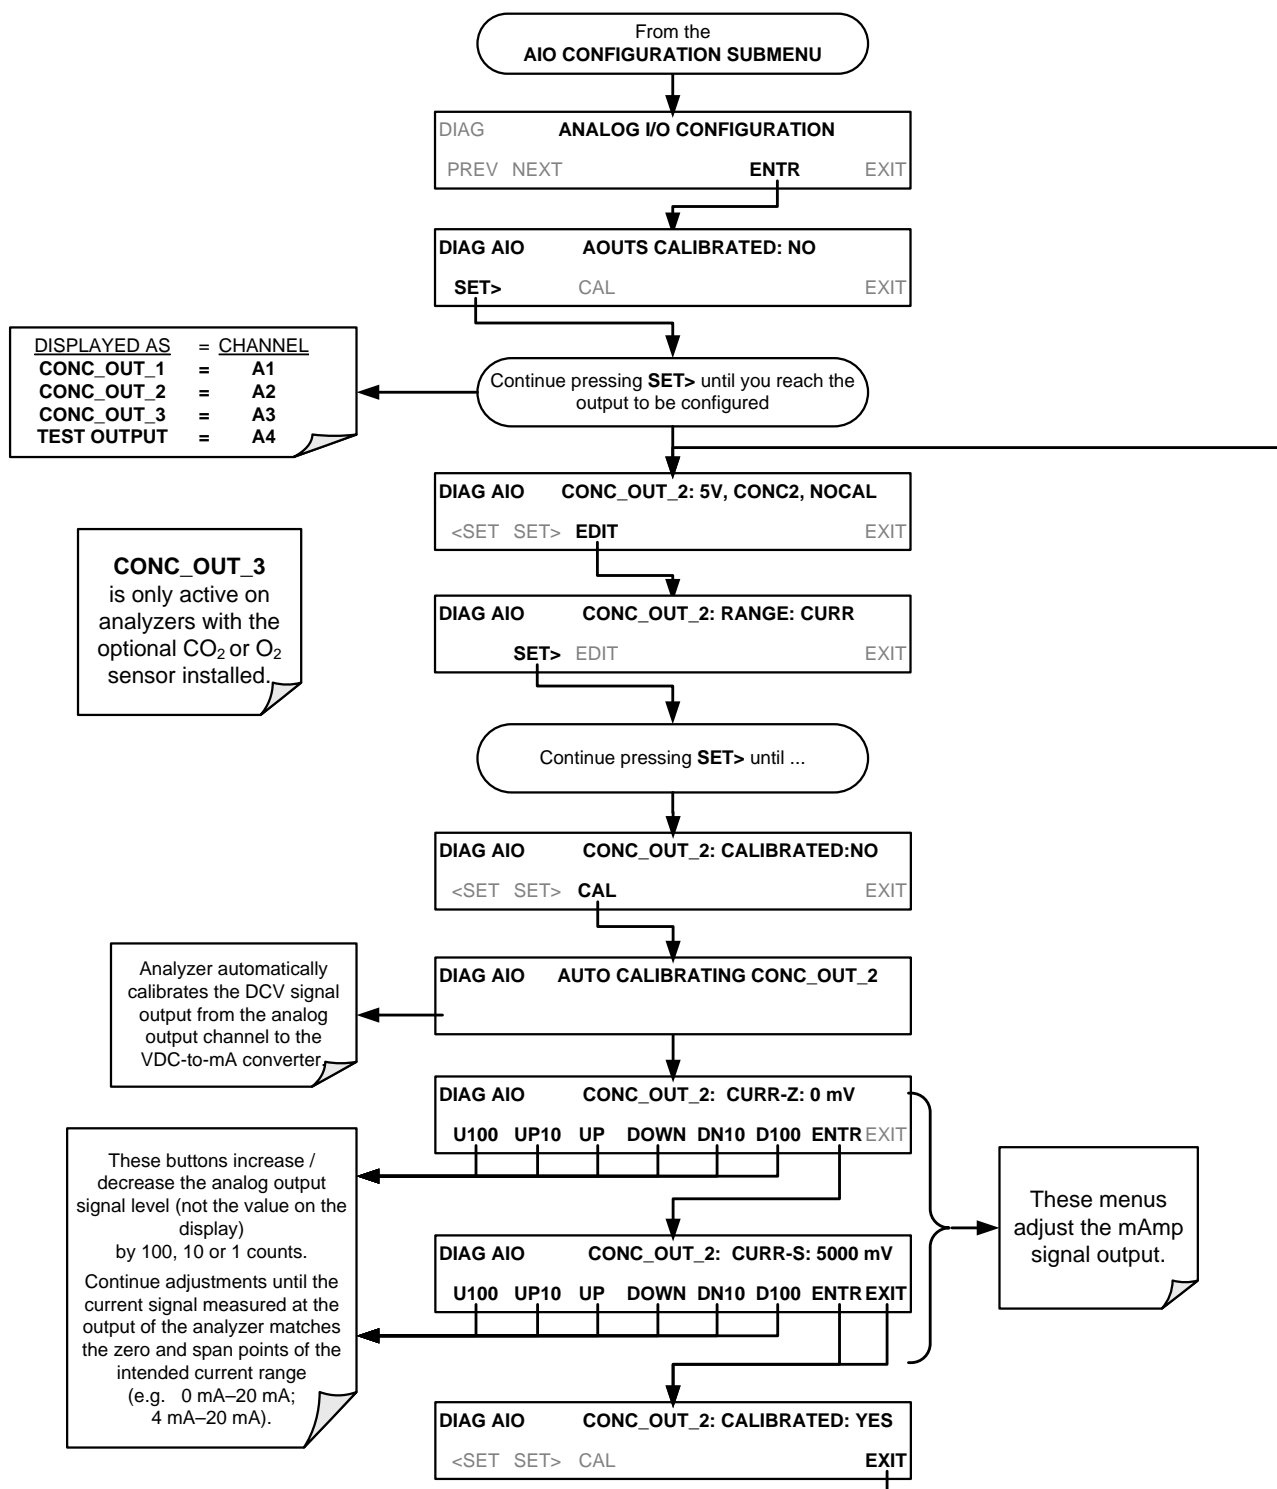 From the
AIO CONFIGURATION SUBMENU
DIAG ANALOG I/O CONFIGURATION
PREV NEXT ENTR EXIT
DIAG AIO AOUTS CALIBRATED: NO
SET> CAL EXIT
DISPLAYED AS = CHANNEL
CONC_OUT_1 = A1
CONC_OUT_2 = A2
CONC_OUT_3 = A3
TEST OUTPUT = A4
Continue pressing SET> until you reach the
output to be configured
DIAG AIO CONC_OUT_2: 5V, CONC2, NOCAL
<SET SET> EDIT EXIT
CONC_OUT_3
is only active on
analyzers with the
optional CO2 or O2
sensor installed.
DIAG AIO CONC_OUT_2: RANGE: CURR
SET> EDIT EXIT
Continue pressing SET> until ...
DIAG AIO CONC_OUT_2: CALIBRATED:NO
<SET SET> CAL EXIT
Analyzer automatically
calibrates the DCV signal
output from the analog
output channel to the
VDC-to-mA converter.
DIAG AIO AUTO CALIBRATING CONC_OUT_2
DIAG AIO CONC_OUT_2: CURR-Z: 0 mV
U100 UP10 UP DOWN DN10 D100 ENTR EXIT
These buttons increase /
decrease the analog output
signal level (not the value on the
display)
by 100, 10 or 1 counts.
Continue adjustments until the
current signal measured at the
output of the analyzer matches
the zero and span points of the
intended current range
(e.g. 0 mA–20 mA;
4 mA–20 mA).
These menus
adjust the mAmp
signal output.
DIAG AIO CONC_OUT_2: CURR-S: 5000 mV
U100 UP10 UP DOWN DN10 D100 ENTR EXIT
DIAG AIO CONC_OUT_2: CALIBRATED: YES
<SET SET> CAL EXIT